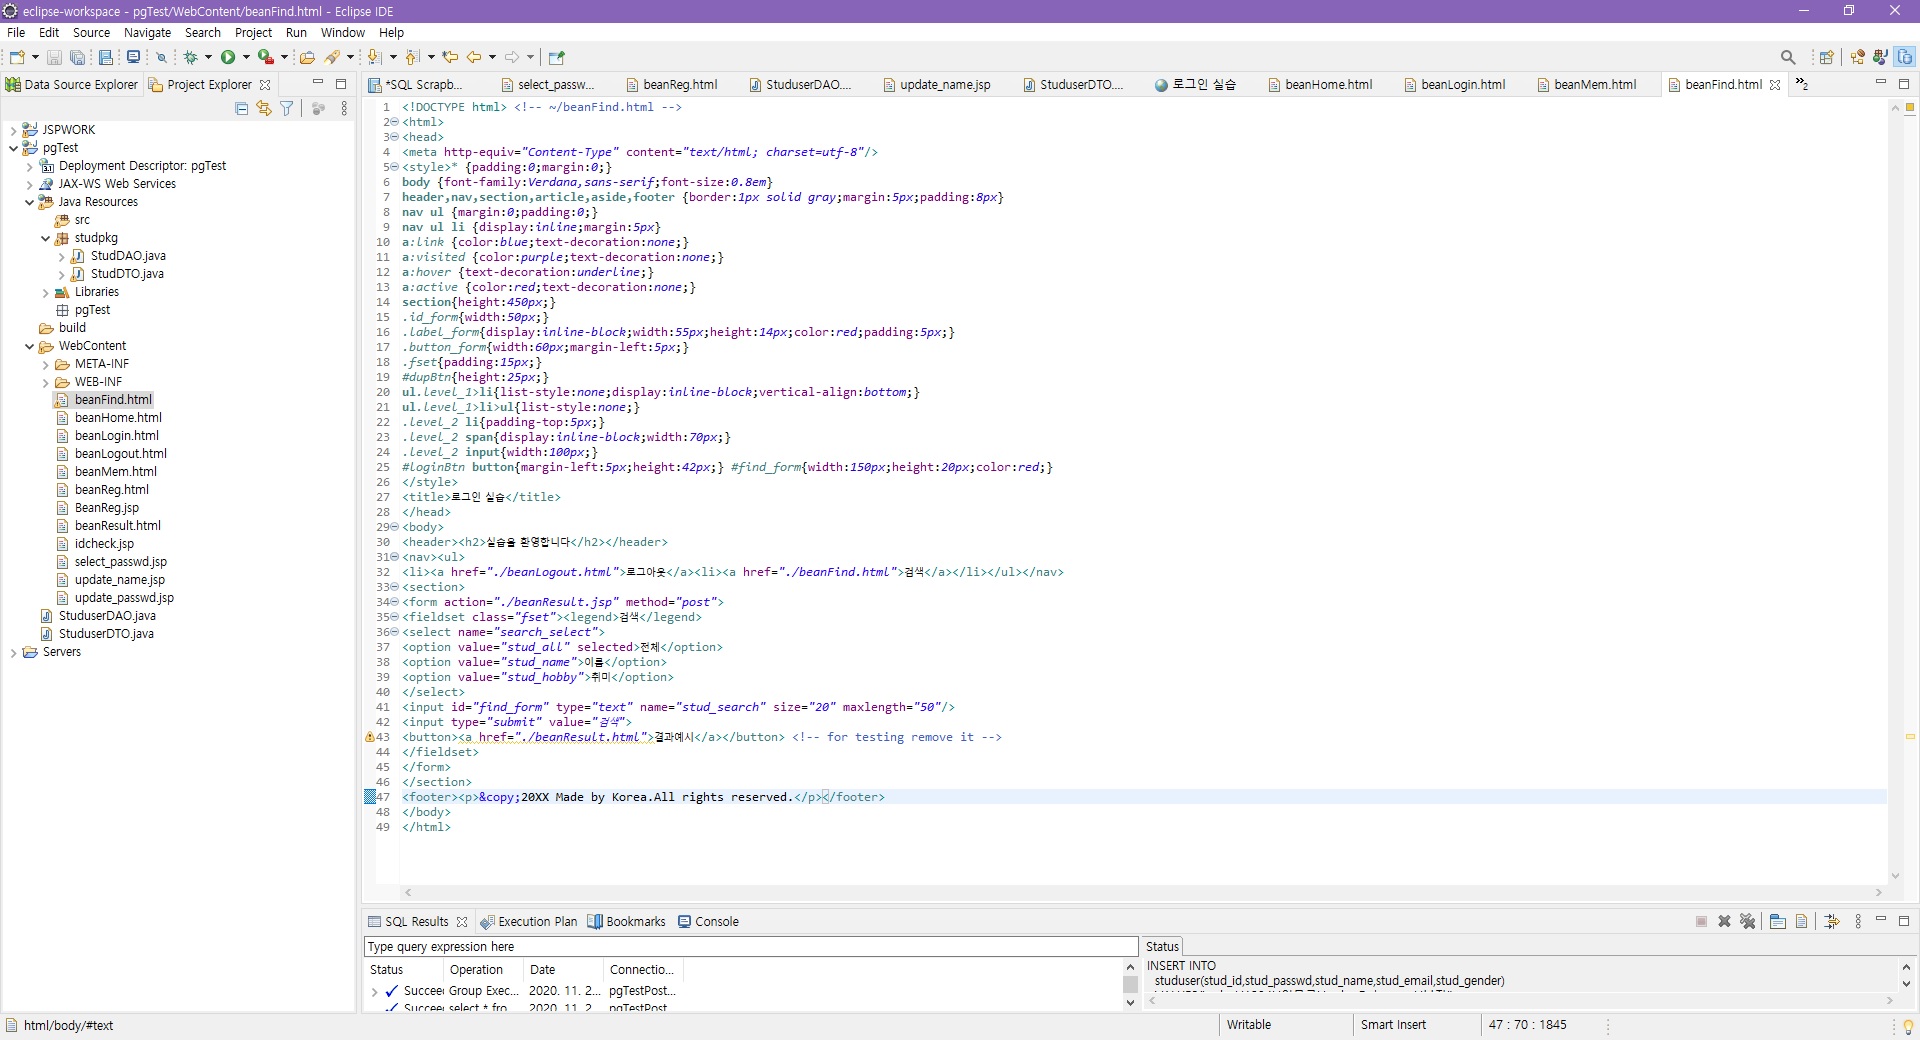 eclipse-workspace - pgTest/WebContent/beanFind.html - Eclipse IDE
File Edit Source Navigate Search Project Run Window Help
Data Source Explorer Project Explorer
*SQL Scrapb... select_passw... beanReg.html StuduserDAO.... update_name.jsp StuduserDTO.... 로그인 실습 beanHome.html beanLogin.html beanMem.html beanFind.html »2
JSPWORK
pgTest
Deployment Descriptor: pgTest
JAX-WS Web Services
Java Resources
src
studpkg
StudDAO.java
StudDTO.java
Libraries
pgTest
build
WebContent
META-INF
WEB-INF
beanFind.html
beanHome.html
beanLogin.html
beanLogout.html
beanMem.html
beanReg.html
BeanReg.jsp
beanResult.html
idcheck.jsp
select_passwd.jsp
update_name.jsp
update_passwd.jsp
StuduserDAO.java
StuduserDTO.java
Servers
1 <!DOCTYPE html> <!-- ~/beanFind.html -->
2 <html>
3 <head>
4 <meta http-equiv="Content-Type" content="text/html; charset=utf-8"/>
5 <style>* {padding:0;margin:0;}
6 body {font-family:Verdana,sans-serif;font-size:0.8em}
7 header,nav,section,article,aside,footer {border:1px solid gray;margin:5px;padding:8px}
8 nav ul {margin:0;padding:0;}
9 nav ul li {display:inline;margin:5px}
10 a:link {color:blue;text-decoration:none;}
11 a:visited {color:purple;text-decoration:none;}
12 a:hover {text-decoration:underline;}
13 a:active {color:red;text-decoration:none;}
14 section{height:450px;}
15 .id_form{width:50px;}
16 .label_form{display:inline-block;width:55px;height:14px;color:red;padding:5px;}
17 .button_form{width:60px;margin-left:5px;}
18 .fset{padding:15px;}
19 #dupBtn{height:25px;}
20 ul.level_1>li{list-style:none;display:inline-block;vertical-align:bottom;}
21 ul.level_1>li>ul{list-style:none;}
22 .level_2 li{padding-top:5px;}
23 .level_2 span{display:inline-block;width:70px;}
24 .level_2 input{width:100px;}
25 #loginBtn button{margin-left:5px;height:42px;} #find_form{width:150px;height:20px;color:red;}
26 </style>
27 <title>로그인 실습</title>
28 </head>
29 <body>
30 <header><h2>실습을 환영합니다</h2></header>
31 <nav><ul>
32 <li><a href="./beanLogout.html">로그아웃</a><li><a href="./beanFind.html">검색</a></li></ul></nav>
33 <section>
34 <form action="./beanResult.jsp" method="post">
35 <fieldset class="fset"><legend>검색</legend>
36 <select name="search_select">
37 <option value="stud_all" selected>전체</option>
38 <option value="stud_name">이름</option>
39 <option value="stud_hobby">취미</option>
40 </select>
41 <input id="find_form" type="text" name="stud_search" size="20" maxlength="50"/>
42 <input type="submit" value="검색">
43 <button><a href="./beanResult.html">결과예시</a></button> <!-- for testing remove it -->
44 </fieldset>
45 </form>
46 </section>
47 <footer><p>&copy;20XX Made by Korea.All rights reserved.</p></footer>
48 </body>
49 </html>
SQL Results Execution Plan Bookmarks Console
Type query expression here
Status Operation Date Connectio...
Succee Group Exec... 2020. 11. 2... pgTestPost...
Succee select * fro 2020. 11. 2 pgTestPost
Status
INSERT INTO
studuser(stud_id,stud_passwd,stud_name,stud_email,stud_gender)
html/body/#text Writable Smart Insert 47 : 70 : 1845